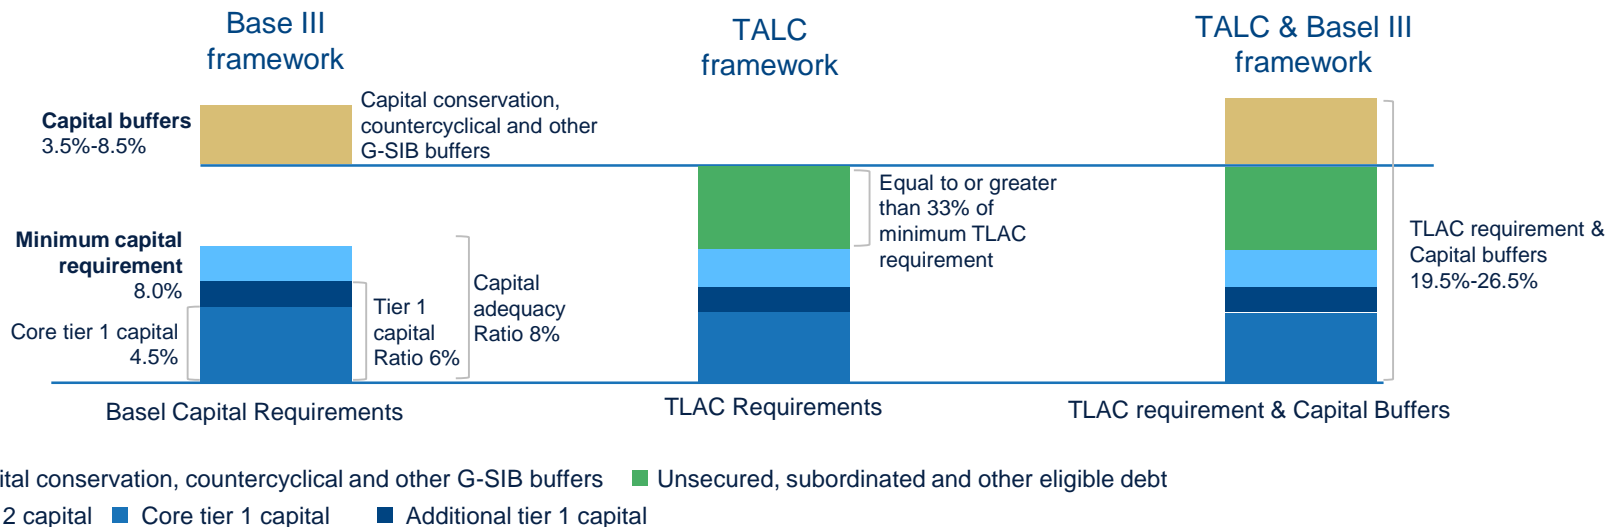 Base III
framework
TALC
framework
TALC & Basel III
framework
Capital buffers
3.5%-8.5%
Capital conservation,
countercyclical and other
G-SIB buffers
Minimum capital
requirement
8.0%
Core tier 1 capital
4.5%
Tier 1
capital
Ratio 6%
Capital
adequacy
Ratio 8%
Equal to or greater
than 33% of
minimum TLAC
requirement
TLAC requirement &
Capital buffers
19.5%-26.5%
Basel Capital Requirements
TLAC Requirements
TLAC requirement & Capital Buffers
ital conservation, countercyclical and other G-SIB buffers
Unsecured, subordinated and other eligible debt
2 capital
Core tier 1 capital
Additional tier 1 capital